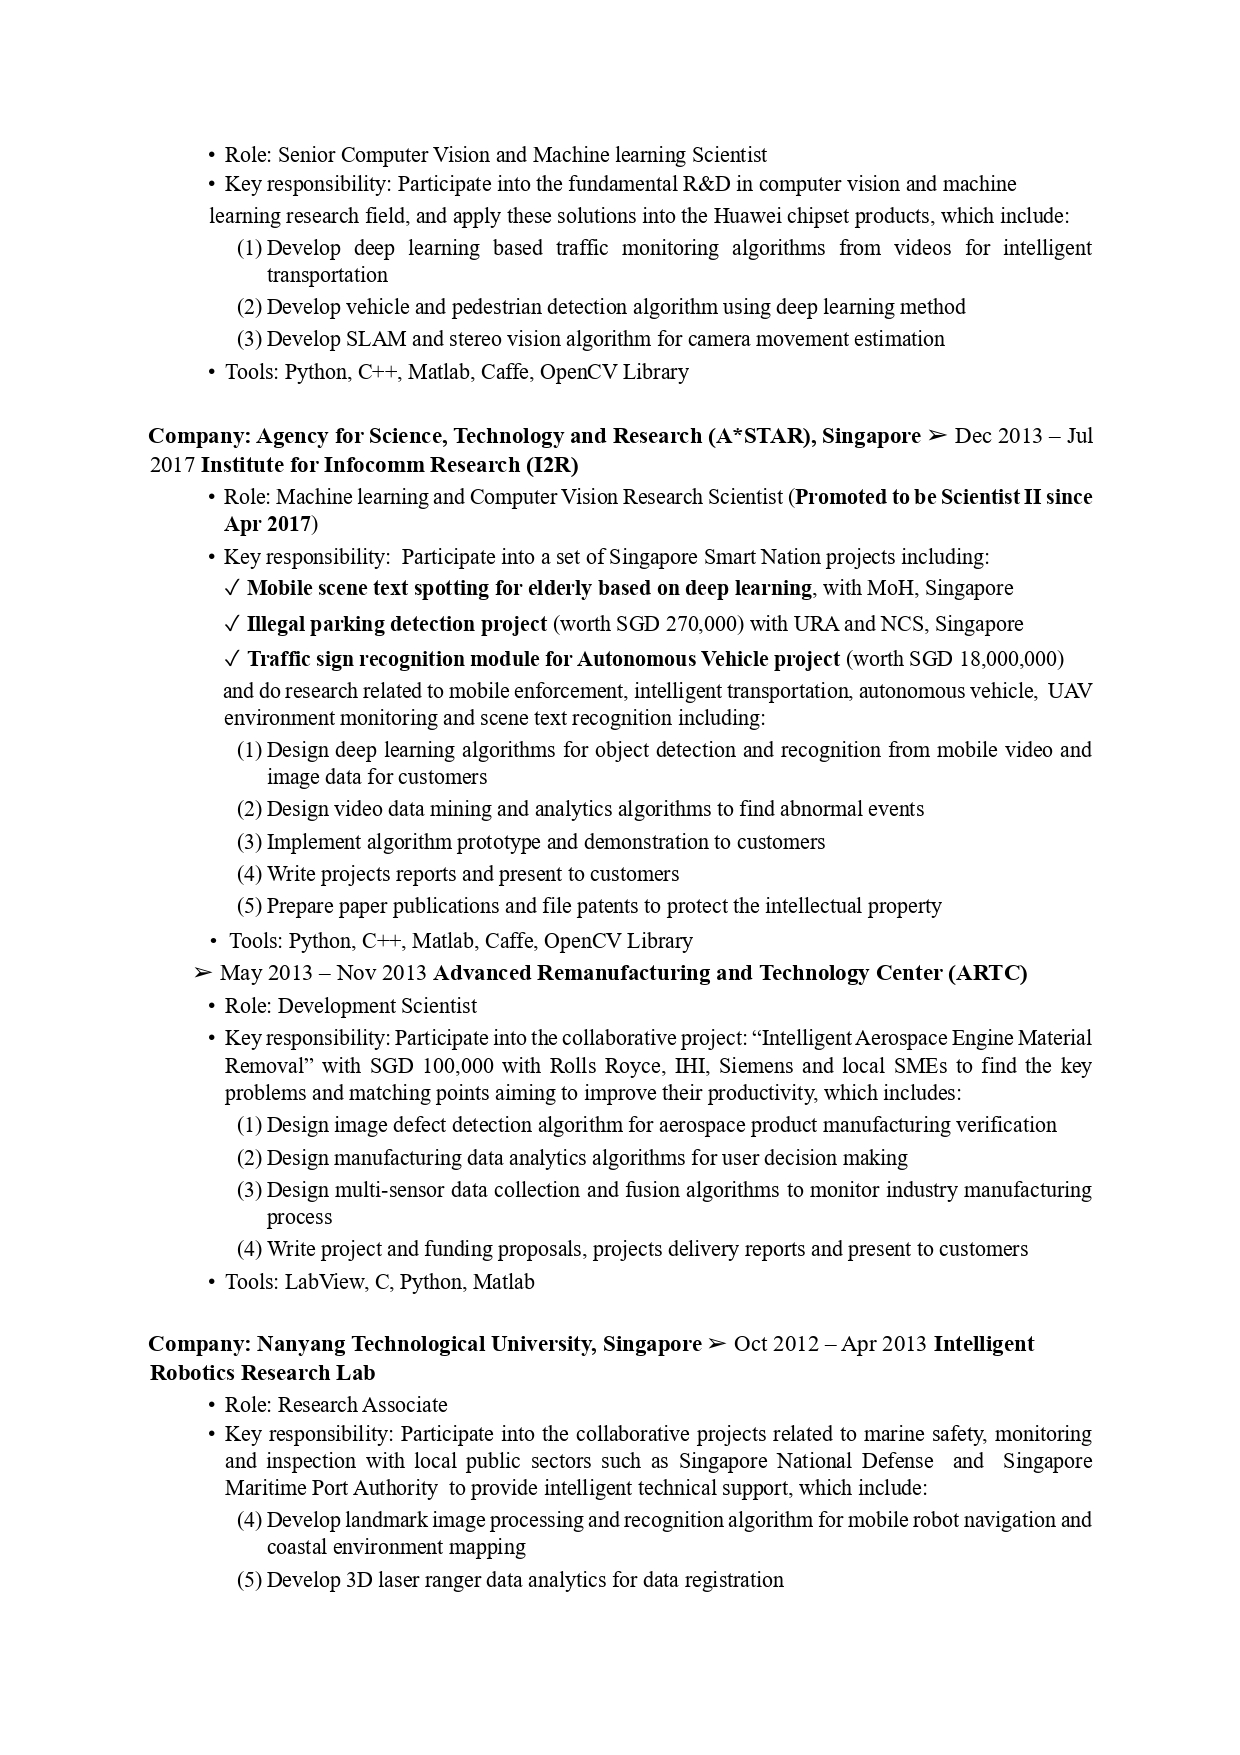 • Role: Senior Computer Vision and Machine learning Scientist
• Key responsibility: Participate into the fundamental R&D in computer vision and machine
learning research field, and apply these solutions into the Huawei chipset products, which include:
(1) Develop deep learning based traffic monitoring algorithms from videos for intelligent
transportation
(2) Develop vehicle and pedestrian detection algorithm using deep learning method
(3) Develop SLAM and stereo vision algorithm for camera movement estimation
• Tools: Python, C++, Matlab, Caffe, OpenCV Library
Company: Agency for Science, Technology and Research (A*STAR), Singapore ➢ Dec 2013 – Jul
2017 Institute for Infocomm Research (I2R)
• Role: Machine learning and Computer Vision Research Scientist (Promoted to be Scientist II since
Apr 2017)
• Key responsibility: Participate into a set of Singapore Smart Nation projects including:
✓ Mobile scene text spotting for elderly based on deep learning, with MoH, Singapore
✓ Illegal parking detection project (worth SGD 270,000) with URA and NCS, Singapore
✓ Traffic sign recognition module for Autonomous Vehicle project (worth SGD 18,000,000)
and do research related to mobile enforcement, intelligent transportation, autonomous vehicle, UAV
environment monitoring and scene text recognition including:
(1) Design deep learning algorithms for object detection and recognition from mobile video and
image data for customers
(2) Design video data mining and analytics algorithms to find abnormal events
(3) Implement algorithm prototype and demonstration to customers
(4) Write projects reports and present to customers
(5) Prepare paper publications and file patents to protect the intellectual property
• Tools: Python, C++, Matlab, Caffe, OpenCV Library
➢ May 2013 – Nov 2013 Advanced Remanufacturing and Technology Center (ARTC)
• Role: Development Scientist
• Key responsibility: Participate into the collaborative project: “Intelligent Aerospace Engine Material
Removal” with SGD 100,000 with Rolls Royce, IHI, Siemens and local SMEs to find the key
problems and matching points aiming to improve their productivity, which includes:
(1) Design image defect detection algorithm for aerospace product manufacturing verification
(2) Design manufacturing data analytics algorithms for user decision making
(3) Design multi-sensor data collection and fusion algorithms to monitor industry manufacturing
process
(4) Write project and funding proposals, projects delivery reports and present to customers
• Tools: LabView, C, Python, Matlab
Company: Nanyang Technological University, Singapore ➢ Oct 2012 – Apr 2013 Intelligent
Robotics Research Lab
• Role: Research Associate
• Key responsibility: Participate into the collaborative projects related to marine safety, monitoring
and inspection with local public sectors such as Singapore National Defense and Singapore
Maritime Port Authority to provide intelligent technical support, which include:
(4) Develop landmark image processing and recognition algorithm for mobile robot navigation and
coastal environment mapping
(5) Develop 3D laser ranger data analytics for data registration